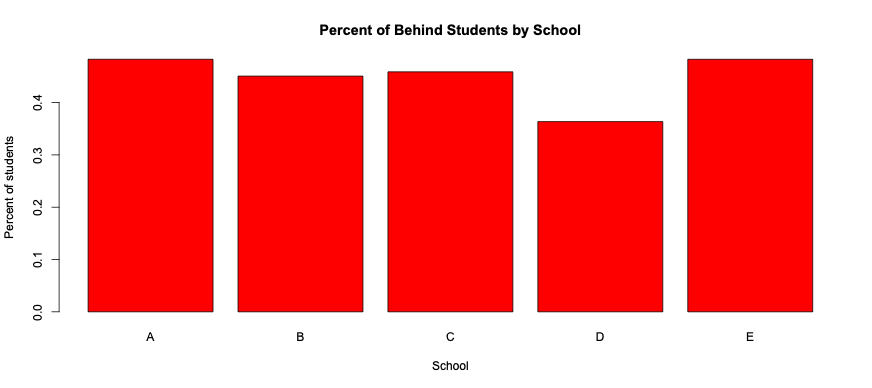 Percent of Behind Students by School
Percent of students
0.4
0.3
0.2
0.1
0.0
A B C D E
School